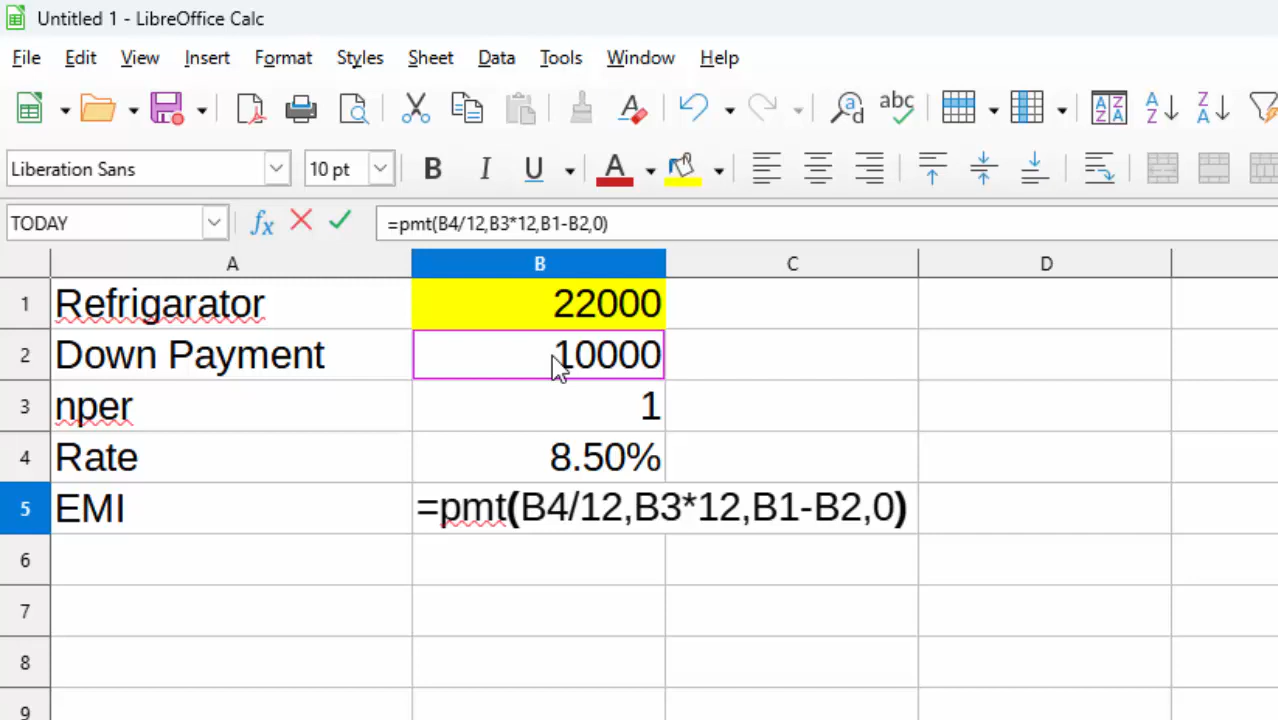 Untitled 1 - LibreOffice Calc
File Edit View Insert Format Styles Sheet Data Tools Window Help
Liberation Sans 10 pt B I U A
TODAY fx =pmt(B4/12,B3*12,B1-B2,0)
A B C D
1 Refrigarator 22000
2 Down Payment 10000
3 nper 1
4 Rate 8.50%
5 EMI =pmt(B4/12,B3*12,B1-B2,0)
6
7
8
9